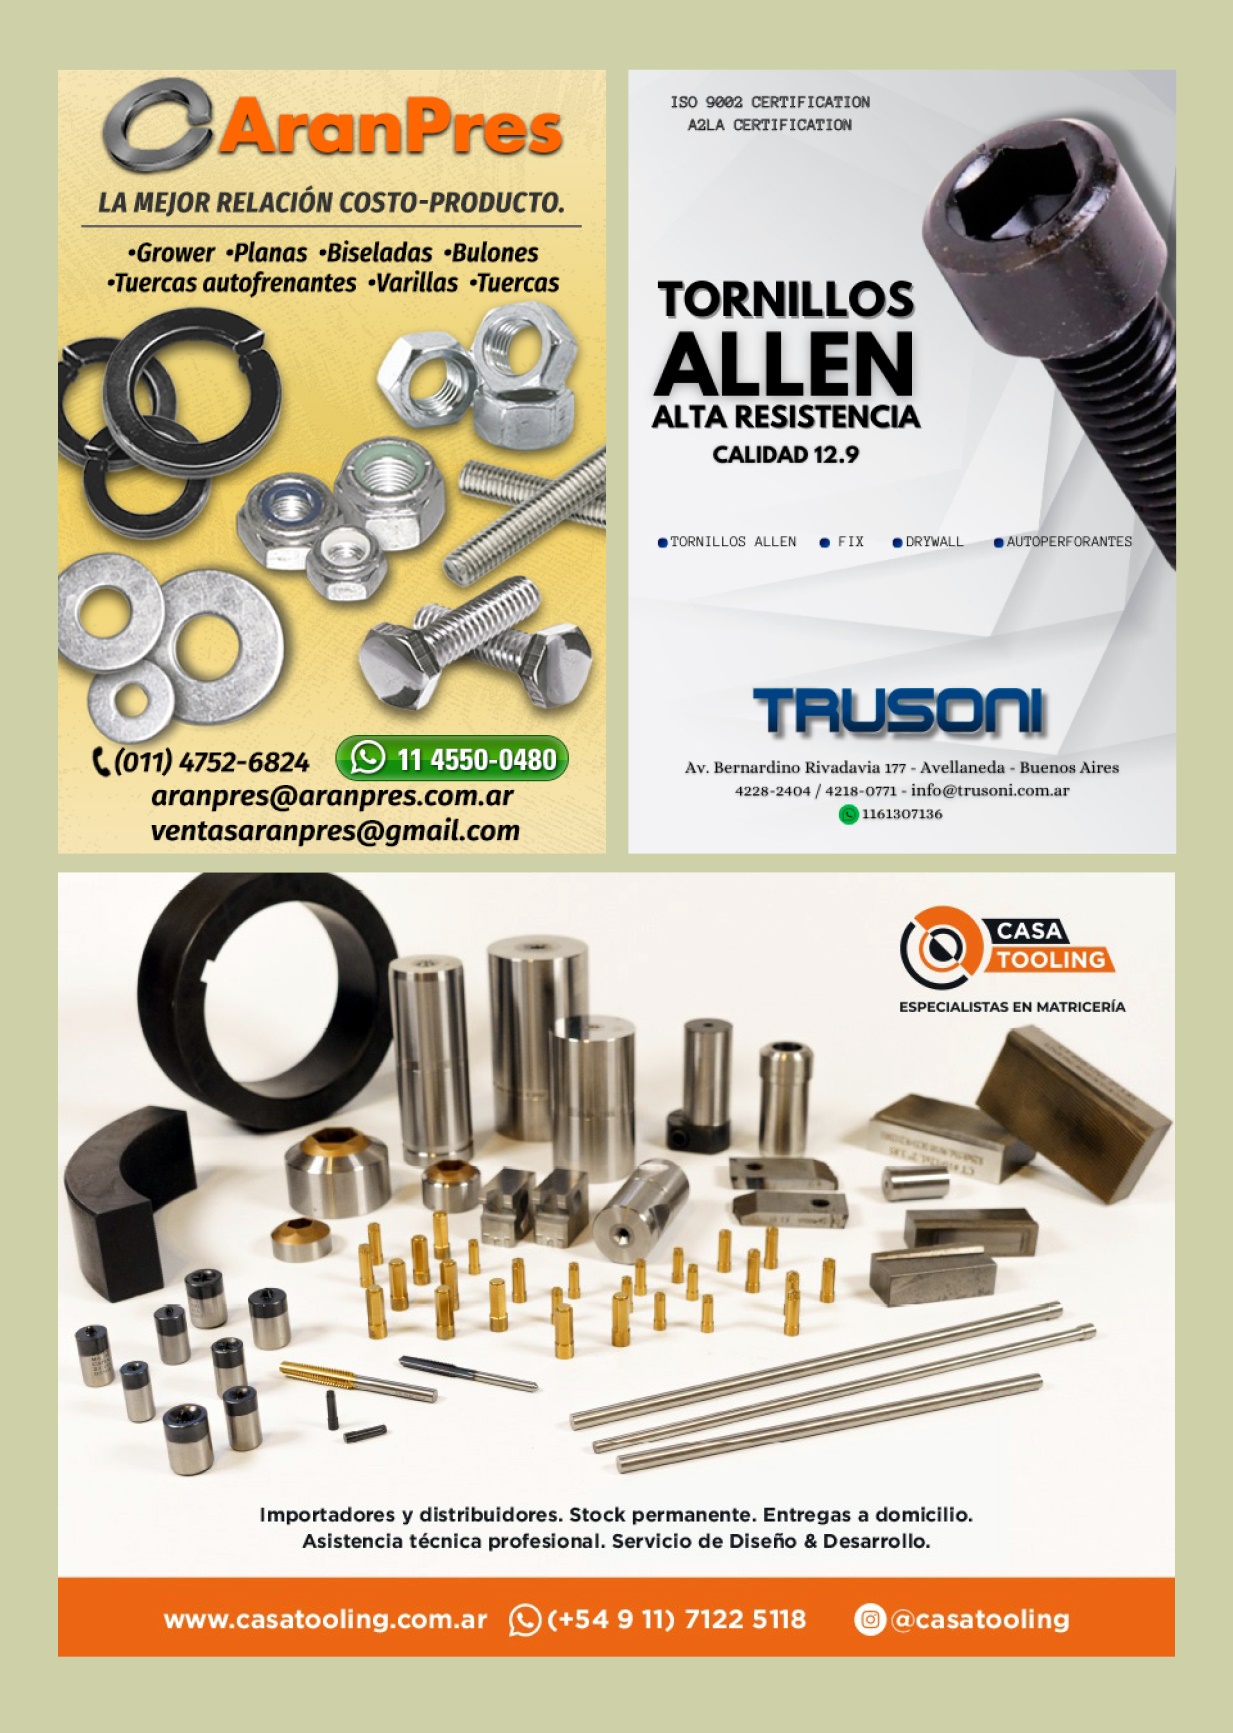 AranPres
LA MEJOR RELACIÓN COSTO-PRODUCTO.
•Grower •Planas •Biseladas •Bulones
•Tuercas autofrenantes •Varillas •Tuercas
(011) 4752-6824
11 4550-0480
aranpres@aranpres.com.ar
ventasaranpres@gmail.com
ISO 9002 CERTIFICATION
A2LA CERTIFICATION
TORNILLOS
ALLEN
ALTA RESISTENCIA
CALIDAD 12.9
TORNILLOS ALLEN FIX DRYWALL AUTOPERFORANTES
TRUSONI
Av. Bernardino Rivadavia 177 - Avellaneda - Buenos Aires
4228-2404 / 4218-0771 - info@trusoni.com.ar
1161307136
CASA
TOOLING
ESPECIALISTAS EN MATRICERÍA
Importadores y distribuidores. Stock permanente. Entregas a domicilio.
Asistencia técnica profesional. Servicio de Diseño & Desarrollo.
www.casatooling.com.ar (+54 9 11) 7122 5118 @casatooling